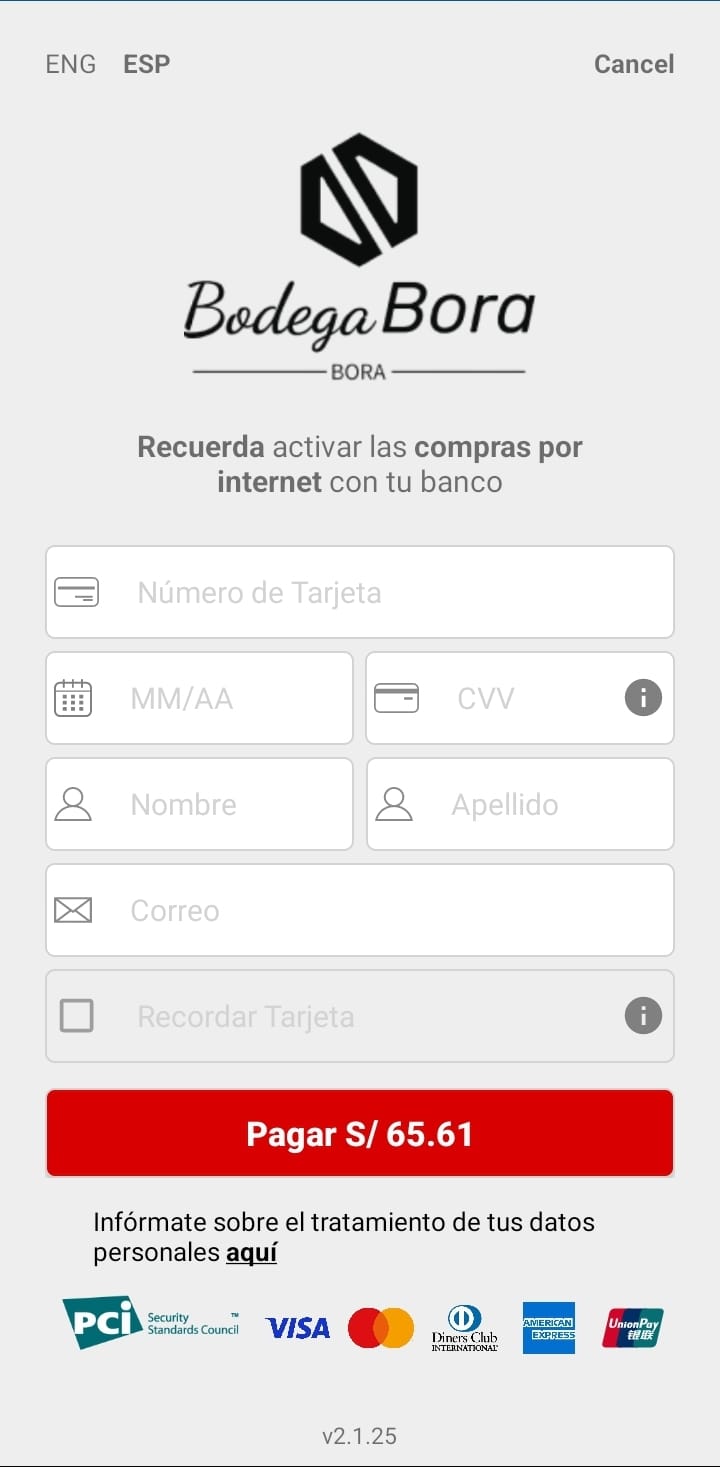 ENG ESP Cancel
Bodega Bora
BORA
Recuerda activar las compras por
internet con tu banco
Número de Tarjeta
MM/AA CVV i
Nombre Apellido
Correo
Recordar Tarjeta i
Pagar S/ 65.61
Infórmate sobre el tratamiento de tus datos
personales aquí
PCi Security ™
Standards Council
VISA
Diners Club
INTERNATIONAL
AMERICAN
EXPRESS
UnionPay
银联
v2.1.25